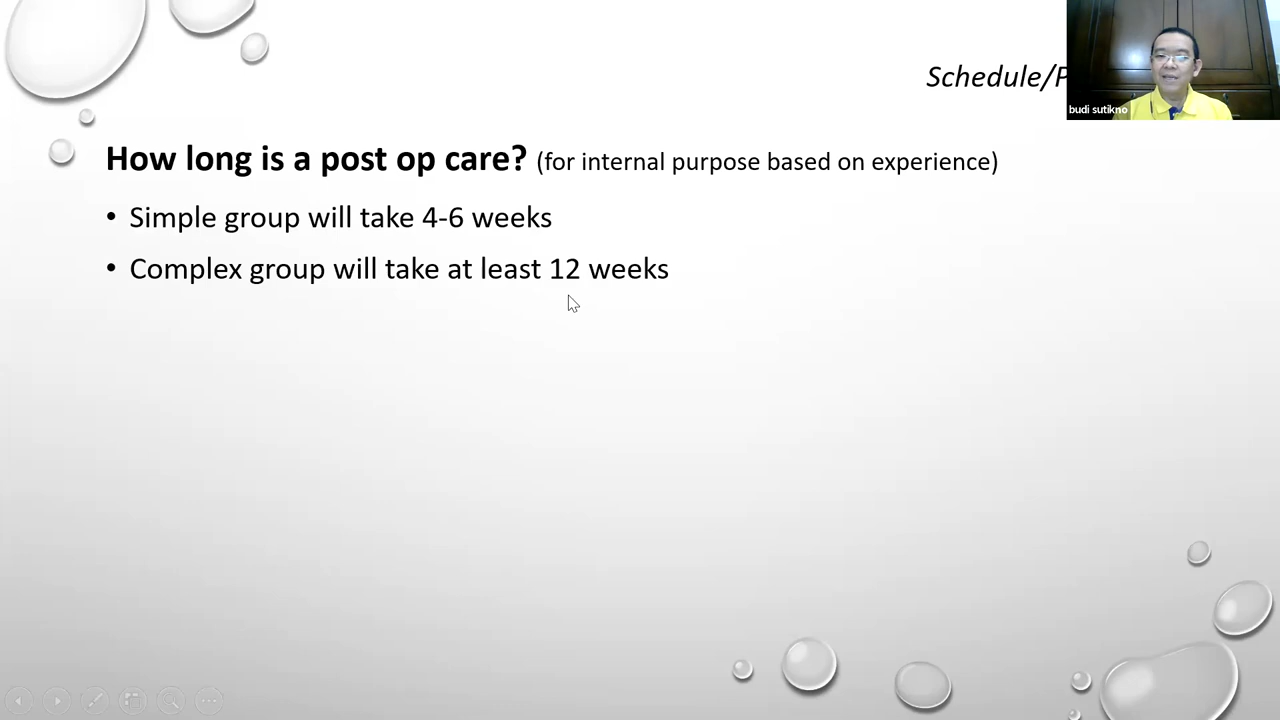 Schedule/
budi sutikno
How long is a post op care? (for internal purpose based on experience)
• Simple group will take 4-6 weeks
• Complex group will take at least 12 weeks